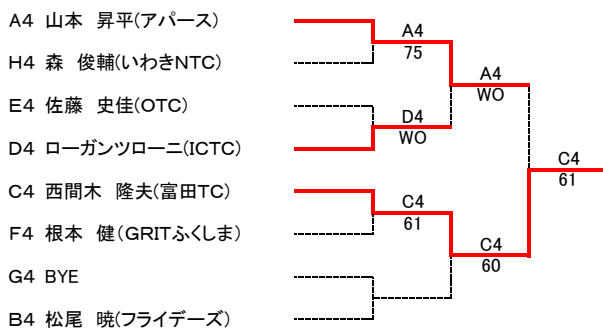 A4 山本　昇平(アパース)
H4 森　俊輔(いわきNTC)
E4 佐藤　史佳(OTC)
D4 ローガンツローニ(ICTC)
C4 西間木　隆夫(富田TC)
F4 根本　健(GRITふくしま)
G4 BYE
B4 松尾　暁(フライデーズ)
A4
75
D4
WO
C4
61
A4
WO
C4
60
C4
61